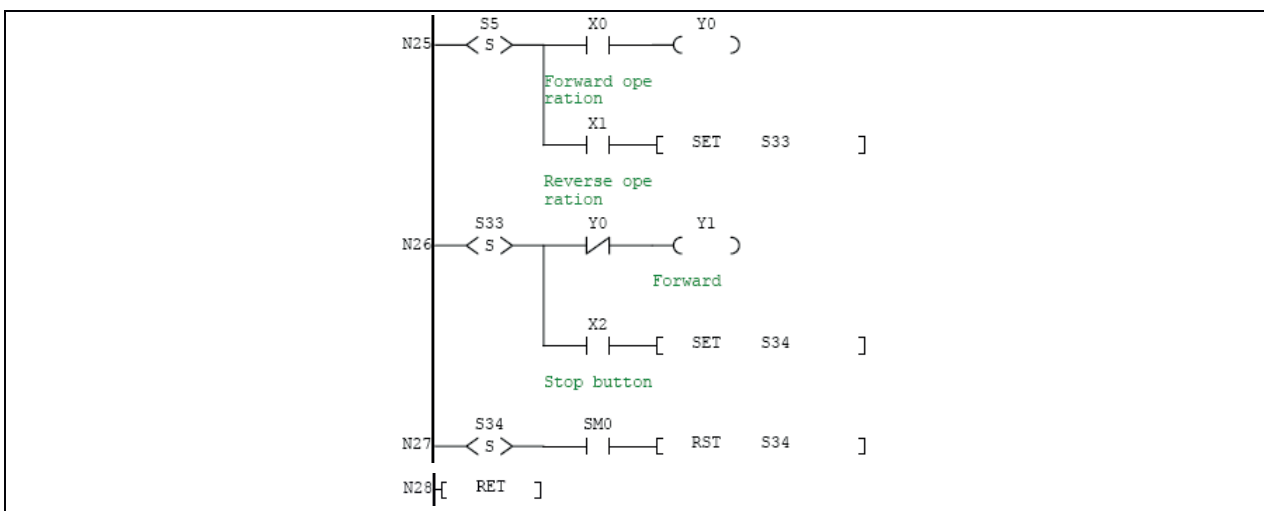 S5 X0 Y0
N25 S
Forward ope
ration
X1
SET S33
Reverse ope
ration
S33 Y0 Y1
N26 S
Forward
X2
SET S34
Stop button
S34 SM0
N27 S RST S34
N28 RET